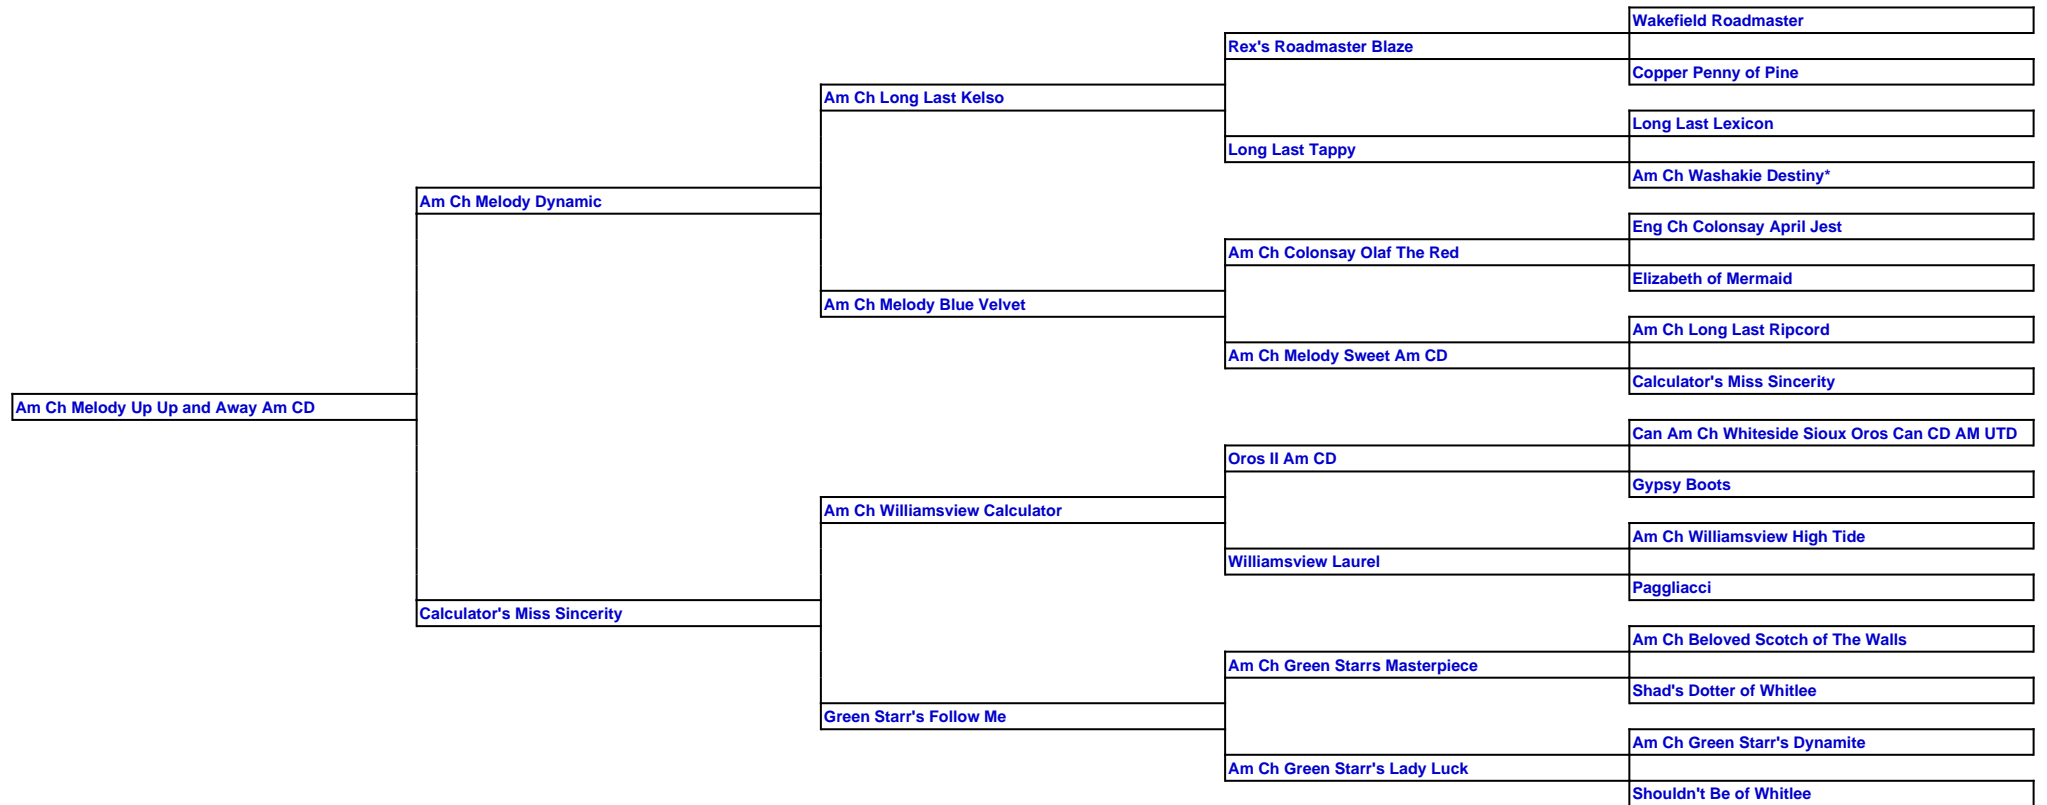 Wakefield Roadmaster
Rex's Roadmaster Blaze
Copper Penny of Pine
Am Ch Long Last Kelso
Long Last Lexicon
Long Last Tappy
Am Ch Washakie Destiny*
Am Ch Melody Dynamic
Eng Ch Colonsay April Jest
Am Ch Colonsay Olaf The Red
Elizabeth of Mermaid
Am Ch Melody Blue Velvet
Am Ch Long Last Ripcord
Am Ch Melody Sweet Am CD
Calculator's Miss Sincerity
Am Ch Melody Up Up and Away Am CD
Can Am Ch Whiteside Sioux Oros Can CD AM UTD
Oros II Am CD
Gypsy Boots
Am Ch Williamsview Calculator
Am Ch Williamsview High Tide
Williamsview Laurel
Paggliacci
Calculator's Miss Sincerity
Am Ch Beloved Scotch of The Walls
Am Ch Green Starrs Masterpiece
Shad's Dotter of Whitlee
Green Starr's Follow Me
Am Ch Green Starr's Dynamite
Am Ch Green Starr's Lady Luck
Shouldn't Be of Whitlee